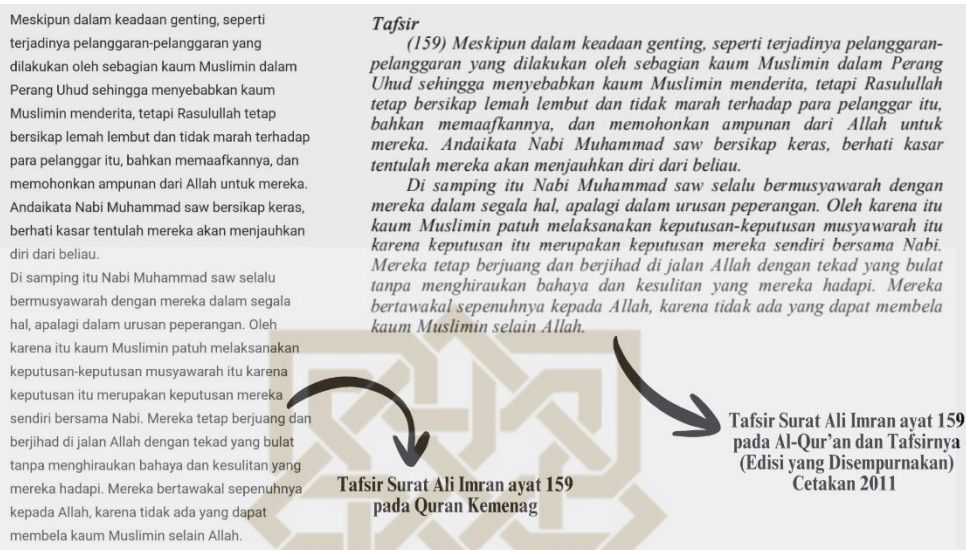 Meskipun dalam keadaan genting, seperti
terjadinya pelanggaran-pelanggaran yang
dilakukan oleh sebagian kaum Muslimin dalam
Perang Uhud sehingga menyebabkan kaum
Muslimin menderita, tetapi Rasulullah tetap
bersikap lemah lembut dan tidak marah terhadap
para pelanggar itu, bahkan memaafkannya, dan
memohonkan ampunan dari Allah untuk mereka.
Andaikata Nabi Muhammad saw bersikap keras,
berhati kasar tentulah mereka akan menjauhkan
diri dari beliau.
Di samping itu Nabi Muhammad saw selalu
bermusyawarah dengan mereka dalam segala
hal, apalagi dalam urusan peperangan. Oleh
karena itu kaum Muslimin patuh melaksanakan
keputusan-keputusan musyawarah itu karena
keputusan itu merupakan keputusan mereka
sendiri bersama Nabi. Mereka tetap berjuang dan
berjihad di jalan Allah dengan tekad yang bulat
tanpa menghiraukan bahaya dan kesulitan yang
mereka hadapi. Mereka bertawakal sepenuhnya
kepada Allah, karena tidak ada yang dapat
membela kaum Muslimin selain Allah.
Tafsir
(159) Meskipun dalam keadaan genting, seperti terjadinya pelanggaran-
pelanggaran yang dilakukan oleh sebagian kaum Muslimin dalam Perang
Uhud sehingga menyebabkan kaum Muslimin menderita, tetapi Rasulullah
tetap bersikap lemah lembut dan tidak marah terhadap para pelanggar itu,
bahkan memaafkannya, dan memohonkan ampunan dari Allah untuk
mereka. Andaikata Nabi Muhammad saw bersikap keras, berhati kasar
tentulah mereka akan menjauhkan diri dari beliau.
Di samping itu Nabi Muhammad saw selalu bermusyawarah dengan
mereka dalam segala hal, apalagi dalam urusan peperangan. Oleh karena itu
kaum Muslimin patuh melaksanakan keputusan-keputusan musyawarah itu
karena keputusan itu merupakan keputusan mereka sendiri bersama Nabi.
Mereka tetap berjuang dan berjihad di jalan Allah dengan tekad yang bulat
tanpa menghiraukan bahaya dan kesulitan yang mereka hadapi. Mereka
bertawakal sepenuhnya kepada Allah, karena tidak ada yang dapat membela
kaum Muslimin selain Allah.
Tafsir Surat Ali Imran ayat 159
pada Quran Kemenag
Tafsir Surat Ali Imran ayat 159
pada Al-Qur'an dan Tafsirnya
(Edisi yang Disempurnakan)
Cetakan 2011